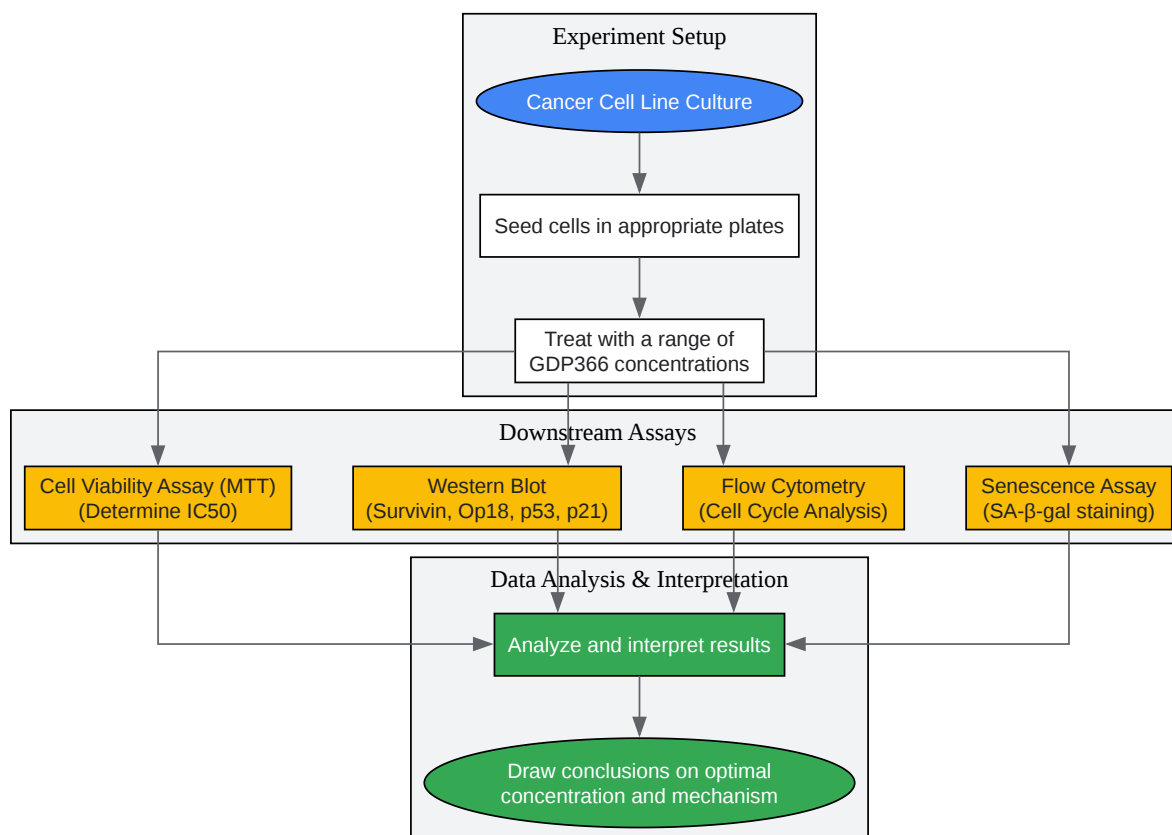 Experiment Setup
Cancer Cell Line Culture
Seed cells in appropriate plates
Treat with a range of
GDP366 concentrations
Downstream Assays
Cell Viability Assay (MTT)
(Determine IC50)
Western Blot
(Survivin, Op18, p53, p21)
Flow Cytometry
(Cell Cycle Analysis)
Senescence Assay
(SA-β-gal staining)
Data Analysis & Interpretation
Analyze and interpret results
Draw conclusions on optimal
concentration and mechanism